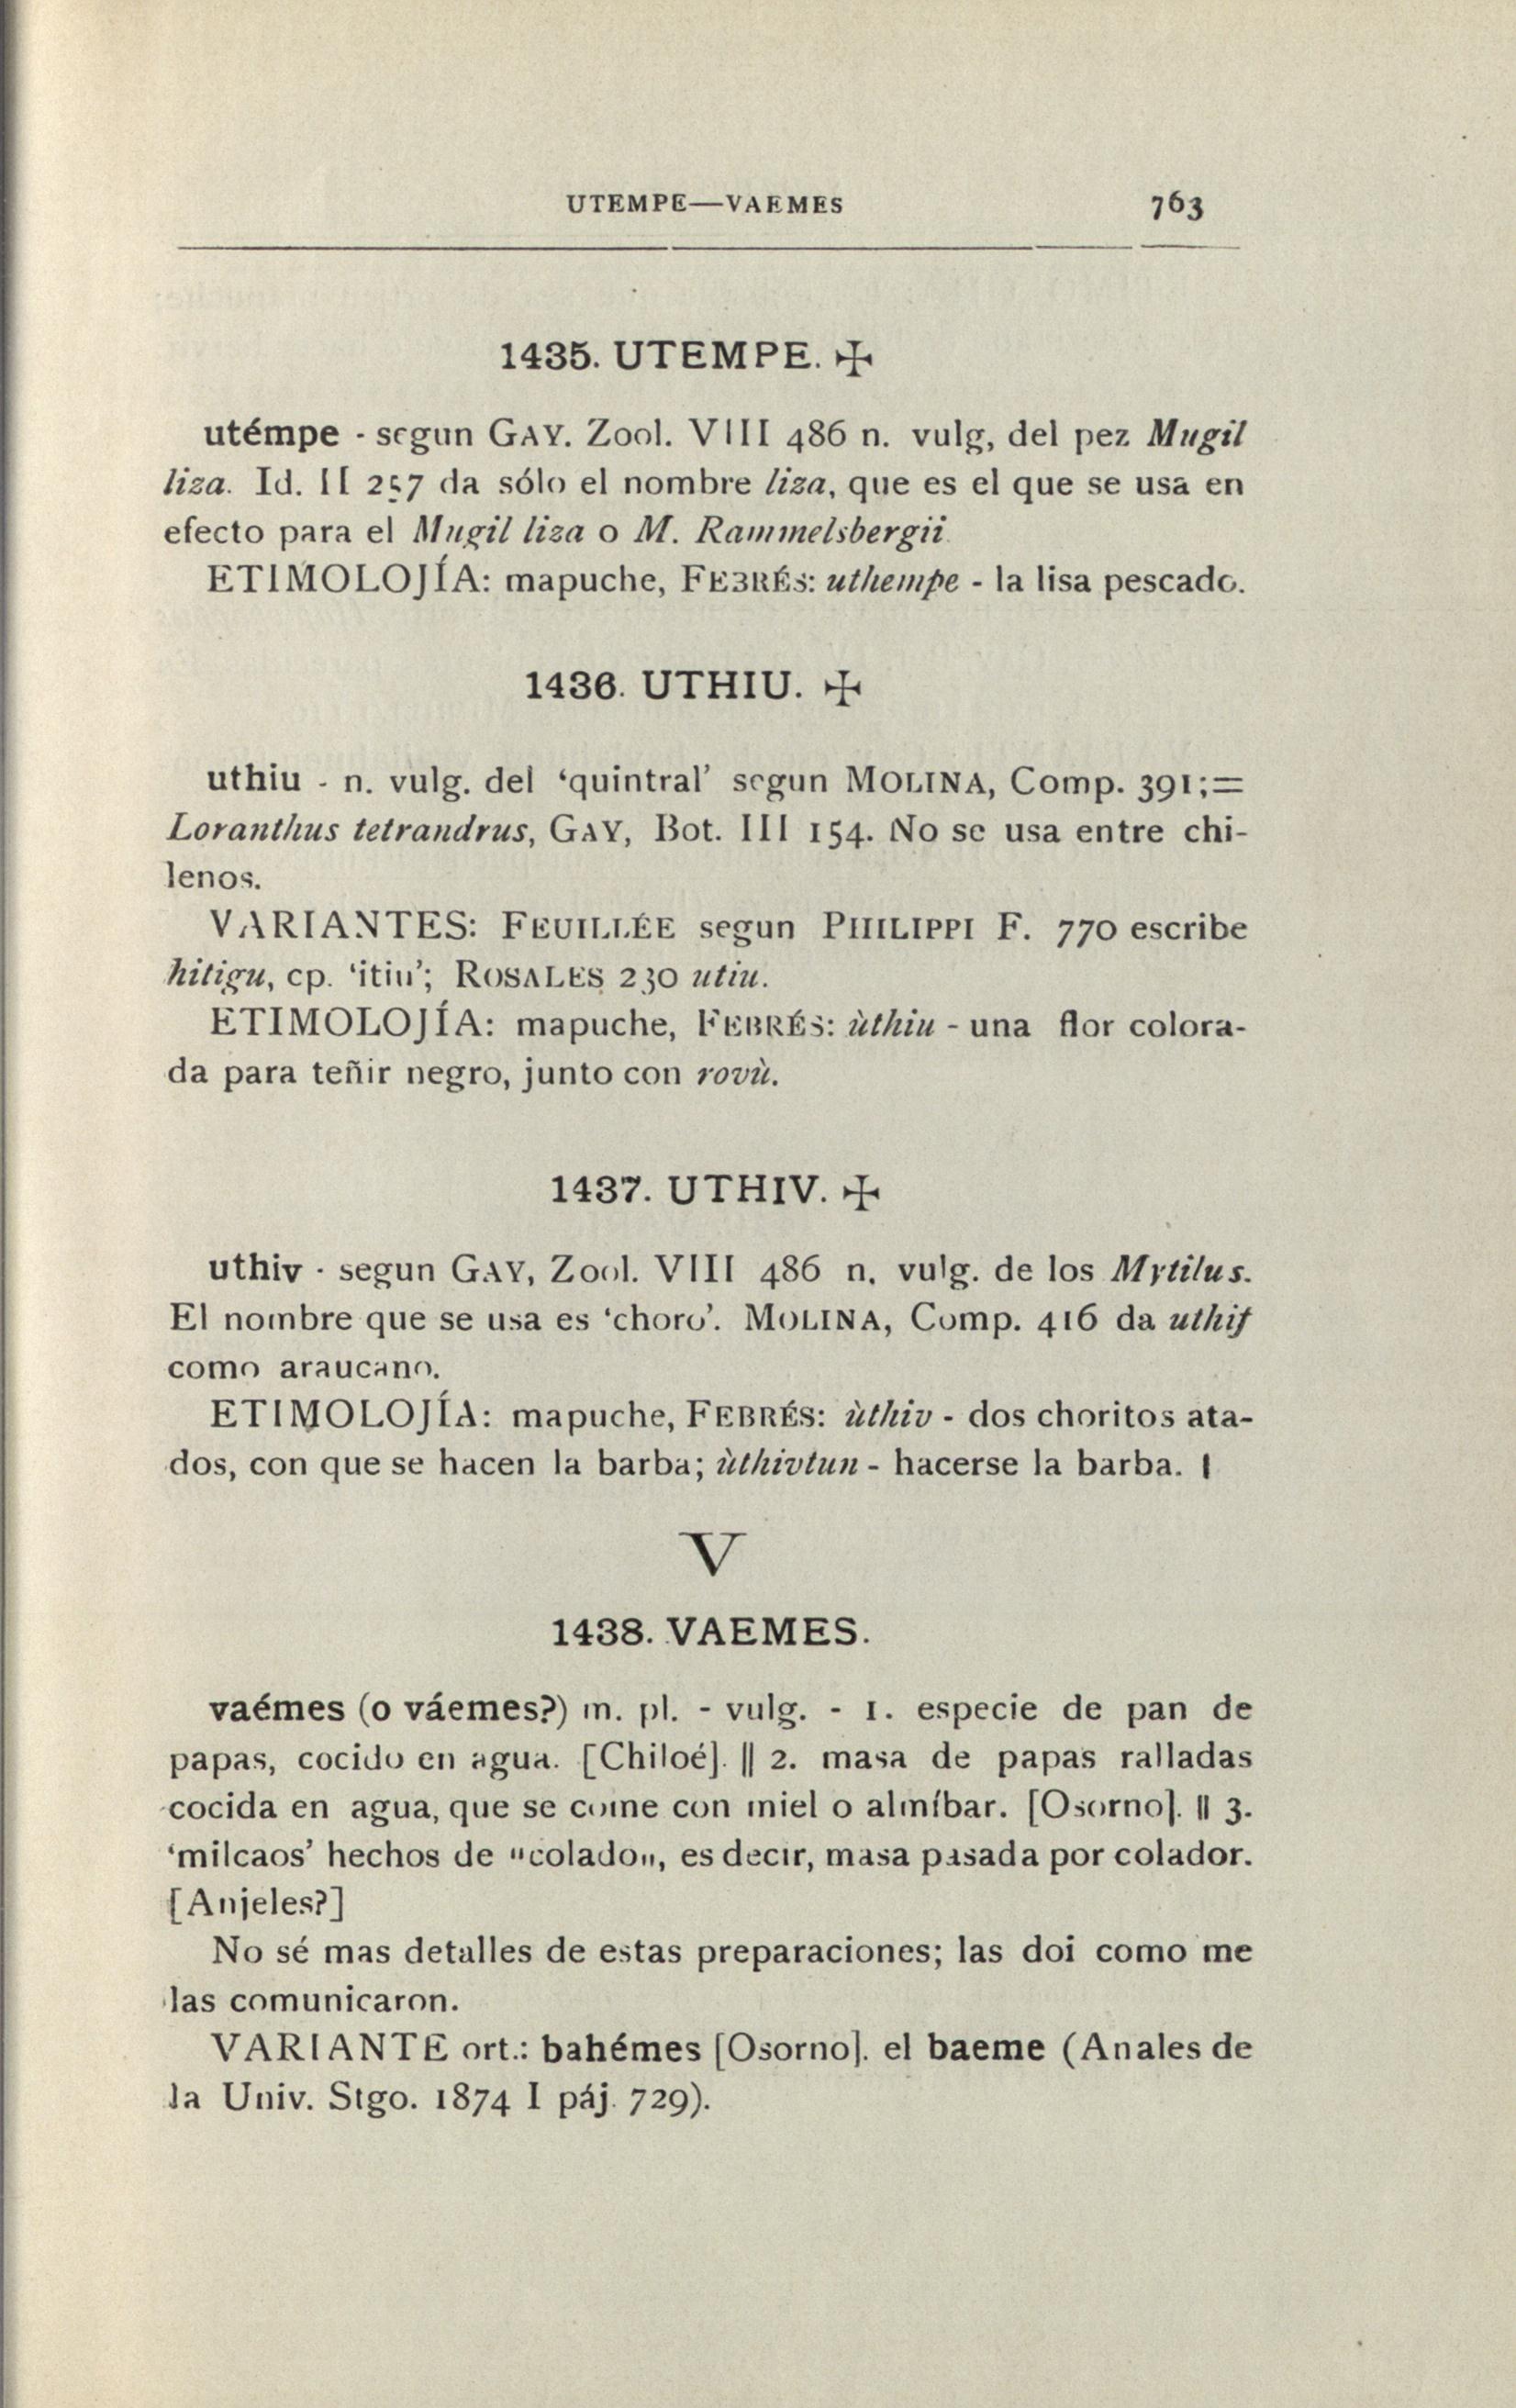 UTEMPE—VAEMES 763
1435. UTEMPE. ✢
utémpe - segun GAY. Zool. VIII 486 n. vulg, del pez Mugil
liza. Id. II 257 da sólo el nombre liza, que es el que se usa en
efecto para el Mugil liza o M. Rammelsbergii.
ETIMOLOJÍA: mapuche, FEBRÉS: uthempe - la lisa pescado.
1436. UTHIU. ✢
uthiu - n. vulg. del ‘quintral’ segun MOLINA, Comp. 391;=
Loranthus tetrandrus, GAY, Bot. III 154. No se usa entre chi-
lenos.
VARIANTES: FEUILLÉE segun PHILIPPI F. 770 escribe
hitigu, cp. ‘itiu’; ROSALES 230 utiu.
ETIMOLOJÍA: mapuche, FEBRÉS: ùthiu - una flor colora-
da para teñir negro, junto con rovù.
1437. UTHIV. ✢
uthiv - segun GAY, Zool. VIII 486 n. vulg. de los Mytilus.
El nombre que se usa es ‘choro’. MOLINA, Comp. 416 da uthif
como araucano.
ETIMOLOJÍA: mapuche, FEBRÉS: ùthiv - dos choritos ata-
dos, con que se hacen la barba; ùthivtun - hacerse la barba. |
V
1438. VAEMES.
vaémes (o váemes?) m. pl. - vulg. - 1. especie de pan de
papas, cocido en agua. [Chiloé]. || 2. masa de papas ralladas
cocida en agua, que se come con miel o almíbar. [Osorno]. || 3.
‘milcaos’ hechos de "colado", es decir, masa pasada por colador.
[Anjeles?]
No sé mas detalles de estas preparaciones; las doi como me
las comunicaron.
VARIANTE ort.: bahémes [Osorno]. el baeme (Anales de
la Univ. Stgo. 1874 I páj. 729).